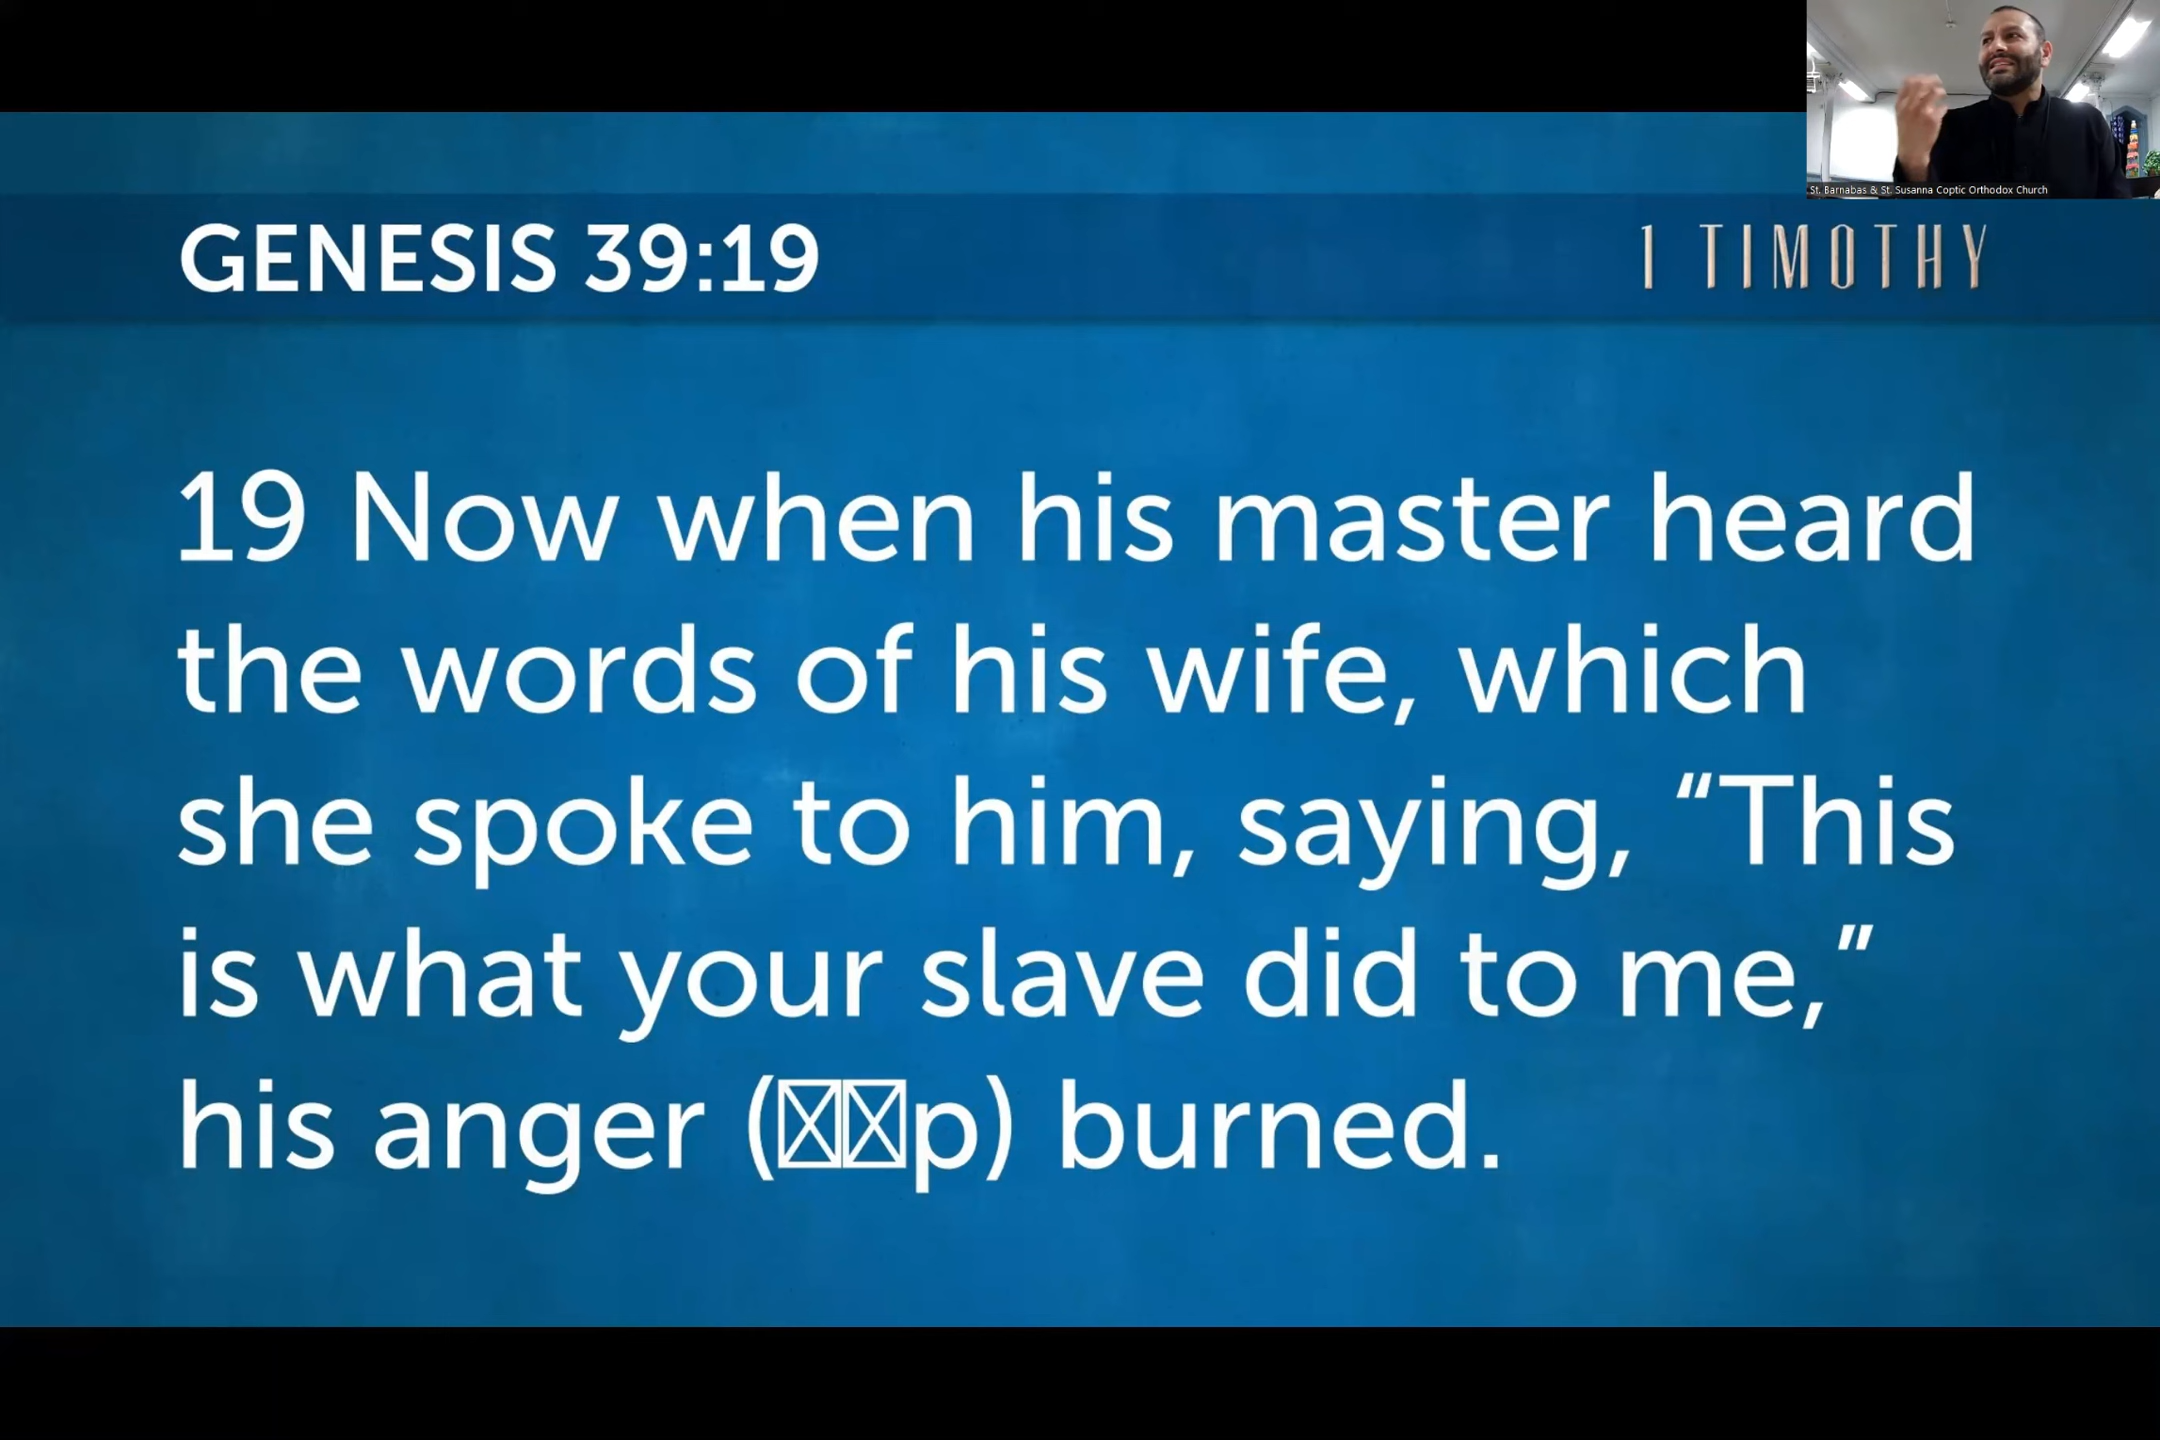 St. Barnabas & St. Susanna Coptic Orthodox Church
GENESIS 39:19
1 TIMOTHY
19 Now when his master heard
the words of his wife, which
she spoke to him, saying, “This
is what your slave did to me,”
his anger (☒☒p) burned.